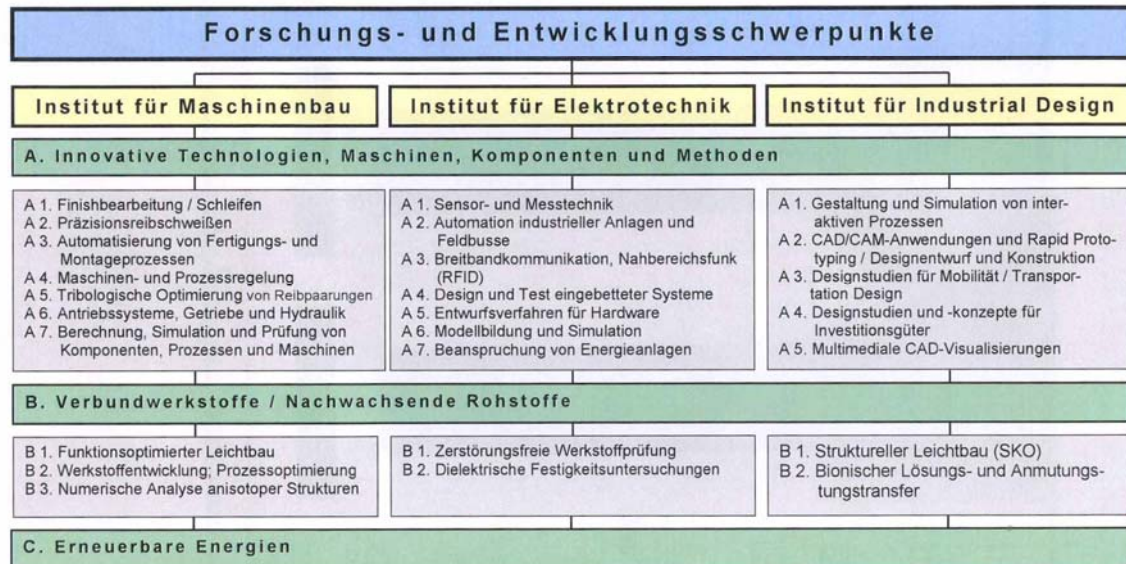 Forschungs- und Entwicklungsschwerpunkte
Institut für Maschinenbau
Institut für Elektrotechnik
Institut für Industrial Design
A. Innovative Technologien, Maschinen, Komponenten und Methoden
A 1. Finishbearbeitung / Schleifen
A 2. Präzisionsreibschweißen
A 3. Automatisierung von Fertigungs- und
Montageprozessen
A 4. Maschinen- und Prozessregelung
A 5. Tribologische Optimierung von Reibpaarungen
A 6. Antriebssysteme, Getriebe und Hydraulik
A 7. Berechnung, Simulation und Prüfung von
Komponenten, Prozessen und Maschinen
A 1. Sensor- und Messtechnik
A 2. Automation industrieller Anlagen und
Feldbusse
A 3. Breitbandkommunikation, Nahbereichsfunk
(RFID)
A 4. Design und Test eingebetteter Systeme
A 5. Entwurfsverfahren für Hardware
A 6. Modellbildung und Simulation
A 7. Beanspruchung von Energieanlagen
A 1. Gestaltung und Simulation von inter-
aktiven Prozessen
A 2. CAD/CAM-Anwendungen und Rapid Proto-
typing / Designentwurf und Konstruktion
A 3. Designstudien für Mobilität / Transpor-
tation Design
A 4. Designstudien und -konzepte für
Investitionsgüter
A 5. Multimediale CAD-Visualisierungen
B. Verbundwerkstoffe / Nachwachsende Rohstoffe
B 1. Funktionsoptimierter Leichtbau
B 2. Werkstoffentwicklung; Prozessoptimierung
B 3. Numerische Analyse anisotoper Strukturen
B 1. Zerstörungsfreie Werkstoffprüfung
B 2. Dielektrische Festigkeitsuntersuchungen
B 1. Struktureller Leichtbau (SKO)
B 2. Bionischer Lösungs- und Anmutungs-
tungstransfer
C. Erneuerbare Energien